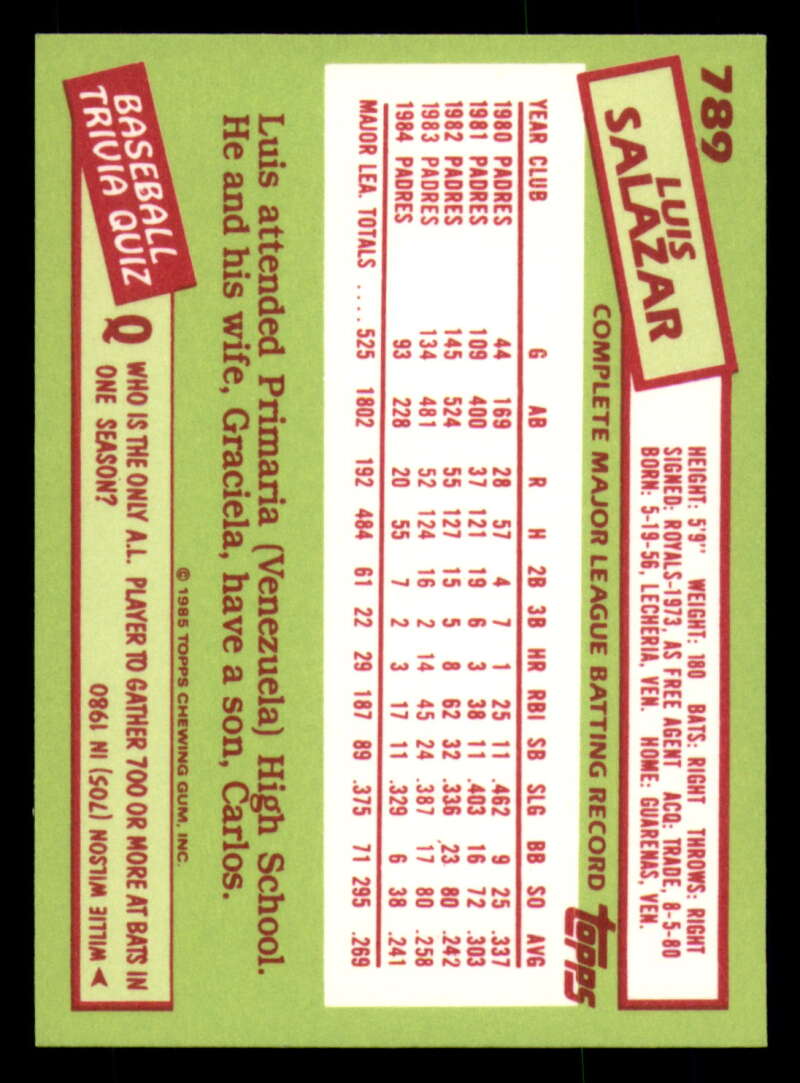 789
LUIS
SALAZAR
HEIGHT: 5'9" WEIGHT: 180 BATS: RIGHT THROWS: RIGHT
SIGNED: ROYALS-1973, AS FREE AGENT ACQ: TRADE, 8-5-80
BORN: 5-19-56, LECHERIA, VEN. HOME: GUARENAS, VEN.
COMPLETE MAJOR LEAGUE BATTING RECORD
TOPPS
YEAR CLUB G AB R H 2B 3B HR RBI SB SLG BB SO AVG
1980 PADRES 44 169 28 57 4 7 1 25 11 .462 9 25 .337
1981 PADRES 109 400 37 121 19 6 3 38 11 .403 16 72 .303
1982 PADRES 145 524 55 127 15 5 8 62 32 .336 23 80 .242
1983 PADRES 134 481 52 124 16 2 14 45 24 .387 17 80 .258
1984 PADRES 93 228 20 55 7 2 3 17 11 .329 6 38 .241
MAJOR LEA. TOTALS .... 525 1802 192 484 61 22 29 187 89 .375 71 295 .269
Luis attended Primaria (Venezuela) High School.
He and his wife, Graciela, have a son, Carlos.
© 1985 TOPPS CHEWING GUM, INC.
BASEBALL
TRIVIA QUIZ
Q WHO IS THE ONLY A.L. PLAYER TO GATHER 700 OR MORE AT BATS IN
ONE SEASON?
WILLIE WILSON (705) IN 1980